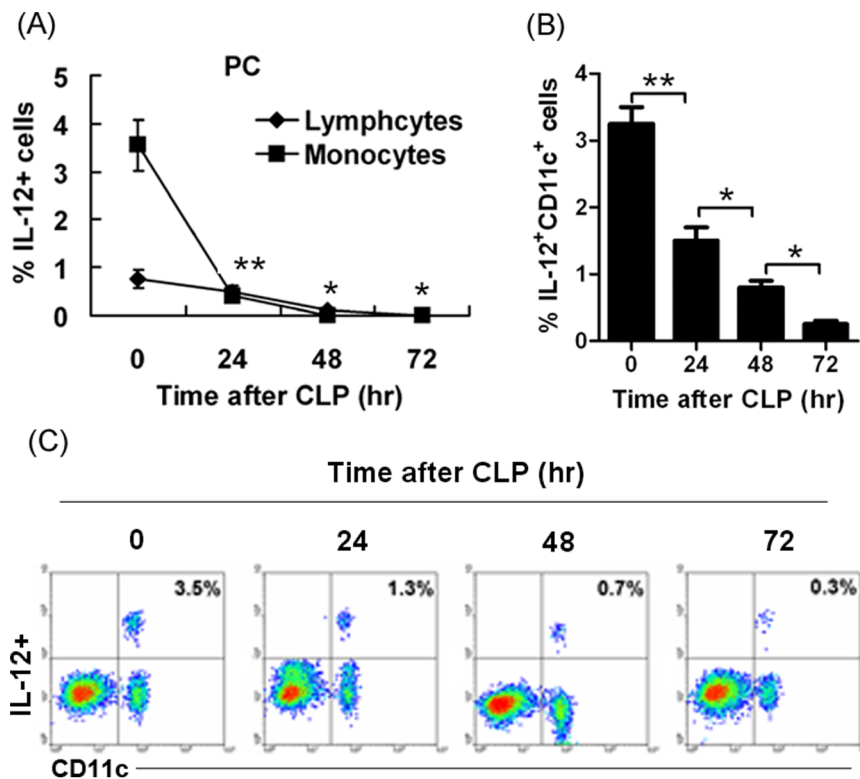 (A)
PC
5
4
3
2
1
0
% IL-12+ cells
Lymphcytes
Monocytes
**
*
*
0 24 48 72
Time after CLP (hr)
(B)
4
3
2
1
0
% IL-12+CD11c+ cells
**
*
*
0 24 48 72
Time after CLP (hr)
(C)
Time after CLP (hr)
0 24 48 72
3.5% 1.3% 0.7% 0.3%
IL-12+
CD11c